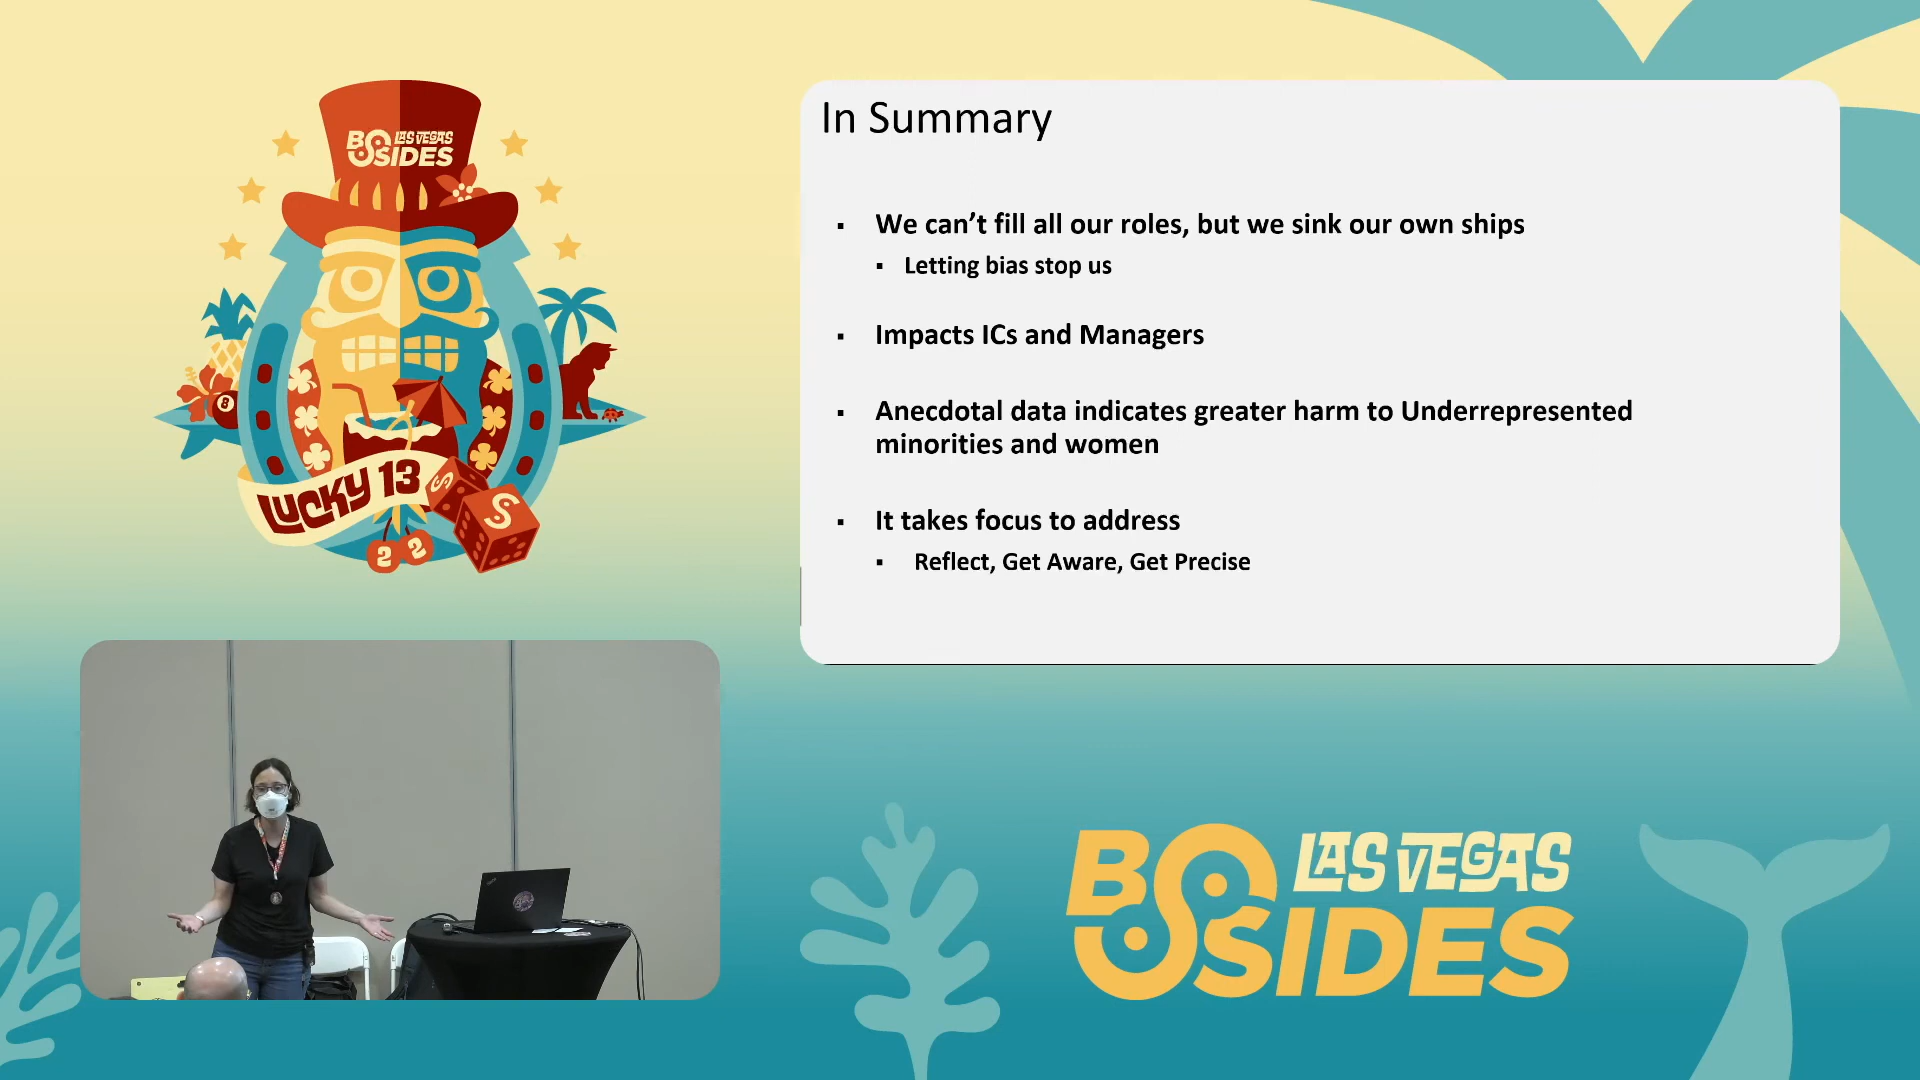 BSIDES LAS VEGAS
8
LUCKY 13
S
S
2 2
In Summary
▪ We can’t fill all our roles, but we sink our own ships
▪ Letting bias stop us
▪ Impacts ICs and Managers
▪ Anecdotal data indicates greater harm to Underrepresented
minorities and women
▪ It takes focus to address
▪ Reflect, Get Aware, Get Precise
BSIDES LAS VEGAS